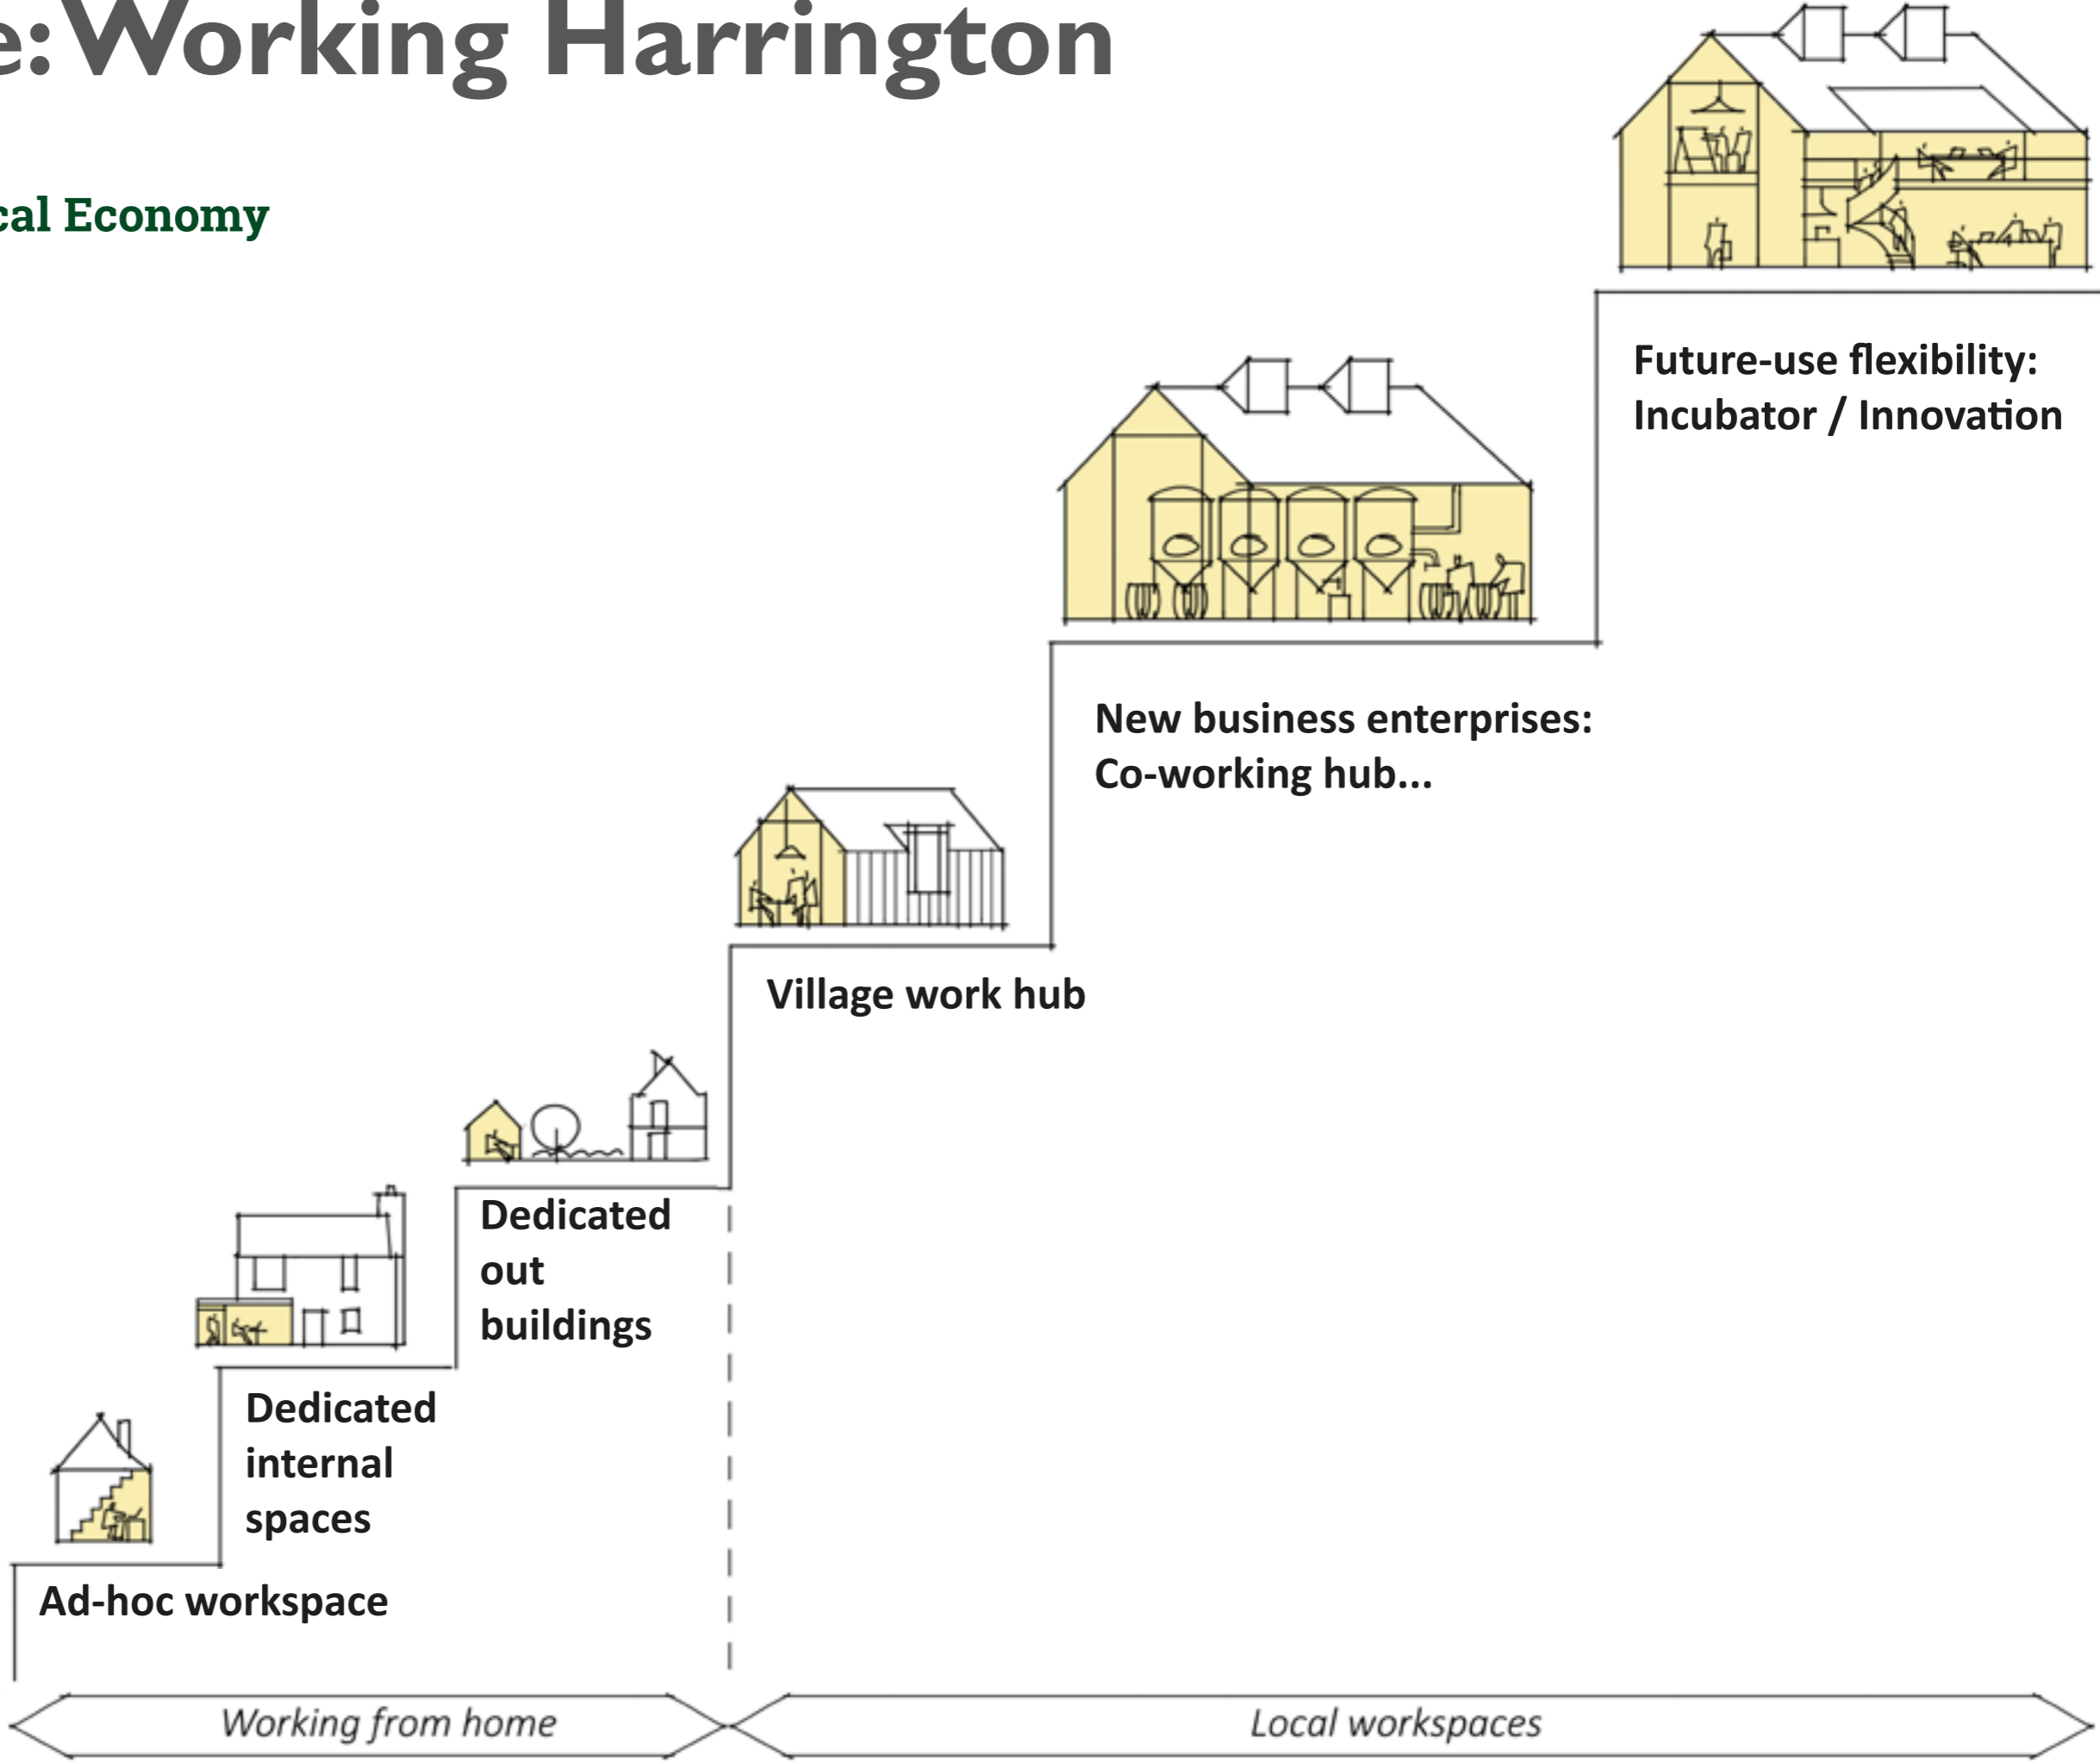 e: Working Harrington
cal Economy
Future-use flexibility:
Incubator / Innovation
New business enterprises:
Co-working hub...
Village work hub
Dedicated
out
buildings
Dedicated
internal
spaces
Ad-hoc workspace
Working from home
Local workspaces